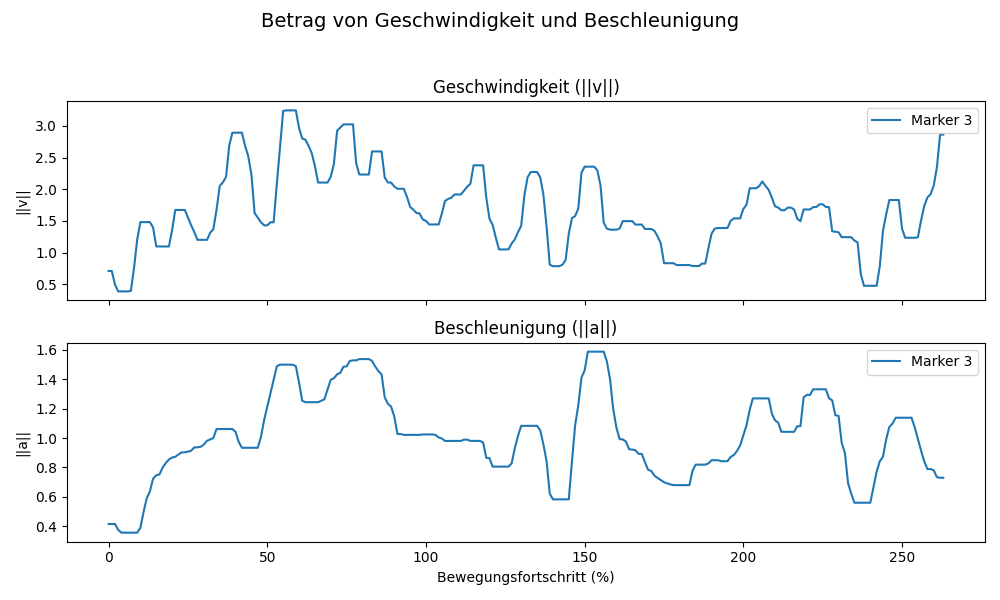 Betrag von Geschwindigkeit und Beschleunigung
Geschwindigkeit (||v||)
Marker 3
||v||
3.0
2.5
2.0
1.5
1.0
0.5
Beschleunigung (||a||)
Marker 3
||a||
1.6
1.4
1.2
1.0
0.8
0.6
0.4
0 50 100 150 200 250
Bewegungsfortschritt (%)